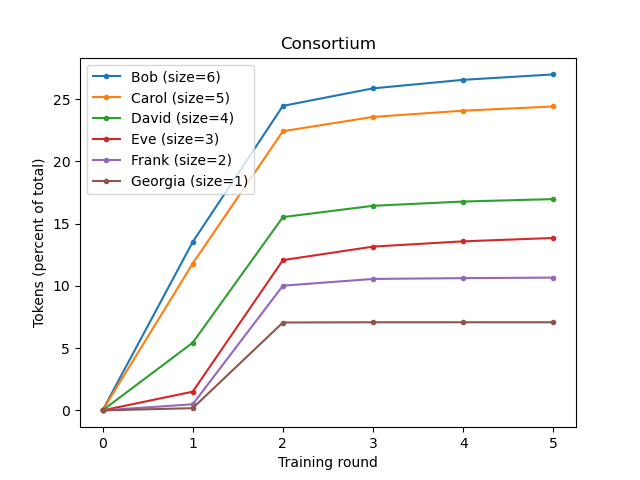 Consortium
Bob (size=6)
Carol (size=5)
David (size=4)
Eve (size=3)
Frank (size=2)
Georgia (size=1)
Tokens (percent of total)
25
20
15
10
5
0
0 1 2 3 4 5
Training round